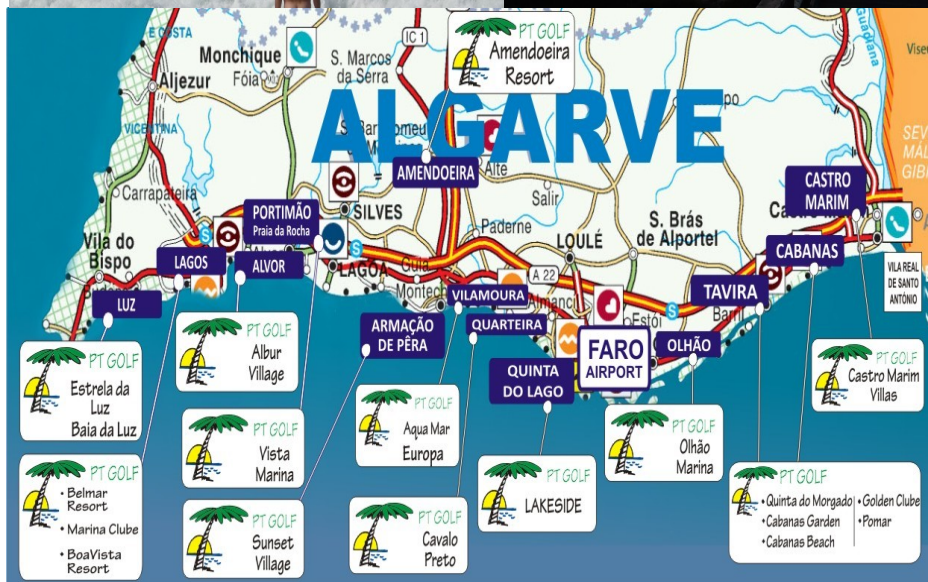 PT GOLF
Amendoeira
Resort
ALGARVE
IC 1
E COSTA
VICENTINA
Monchique
Fóia
S. Marcos
da Serra
Aljezur
Guadiana
Carrapateira
SILVES
AMENDOEIRA
Alte
Salir
Paderne
PORTIMÃO
Praia da Rocha
CASTRO
MARIM
S. Brás
de Alportel
LOULÉ
Vila do
Bispo
LAGOS
ALVOR
LAGOA
Guia
A 22
S
S
S
CABANAS
TAVIRA
VILAMOURA
Almancil
Estói
LUZ
ARMAÇÃO
DE PÊRA
QUARTEIRA
QUINTA
DO LAGO
FARO
AIRPORT
OLHÃO
VILA REAL
DE SANTO
ANTÓNIO
PT GOLF
Estrela da
Luz
Baia da Luz
PT GOLF
Albur
Village
PT GOLF
Castro Marim
Villas
PT GOLF
Vista
Marina
PT GOLF
Aqua Mar
Europa
PT GOLF
Olhão
Marina
PT GOLF
• Belmar
Resort
• Marina Clube
• BoaVista
Resort
PT GOLF
Sunset
Village
PT GOLF
Cavalo
Preto
PT GOLF
LAKESIDE
PT GOLF
• Quinta do Morgado
• Cabanas Garden
• Cabanas Beach
• Golden Clube
• Pomar